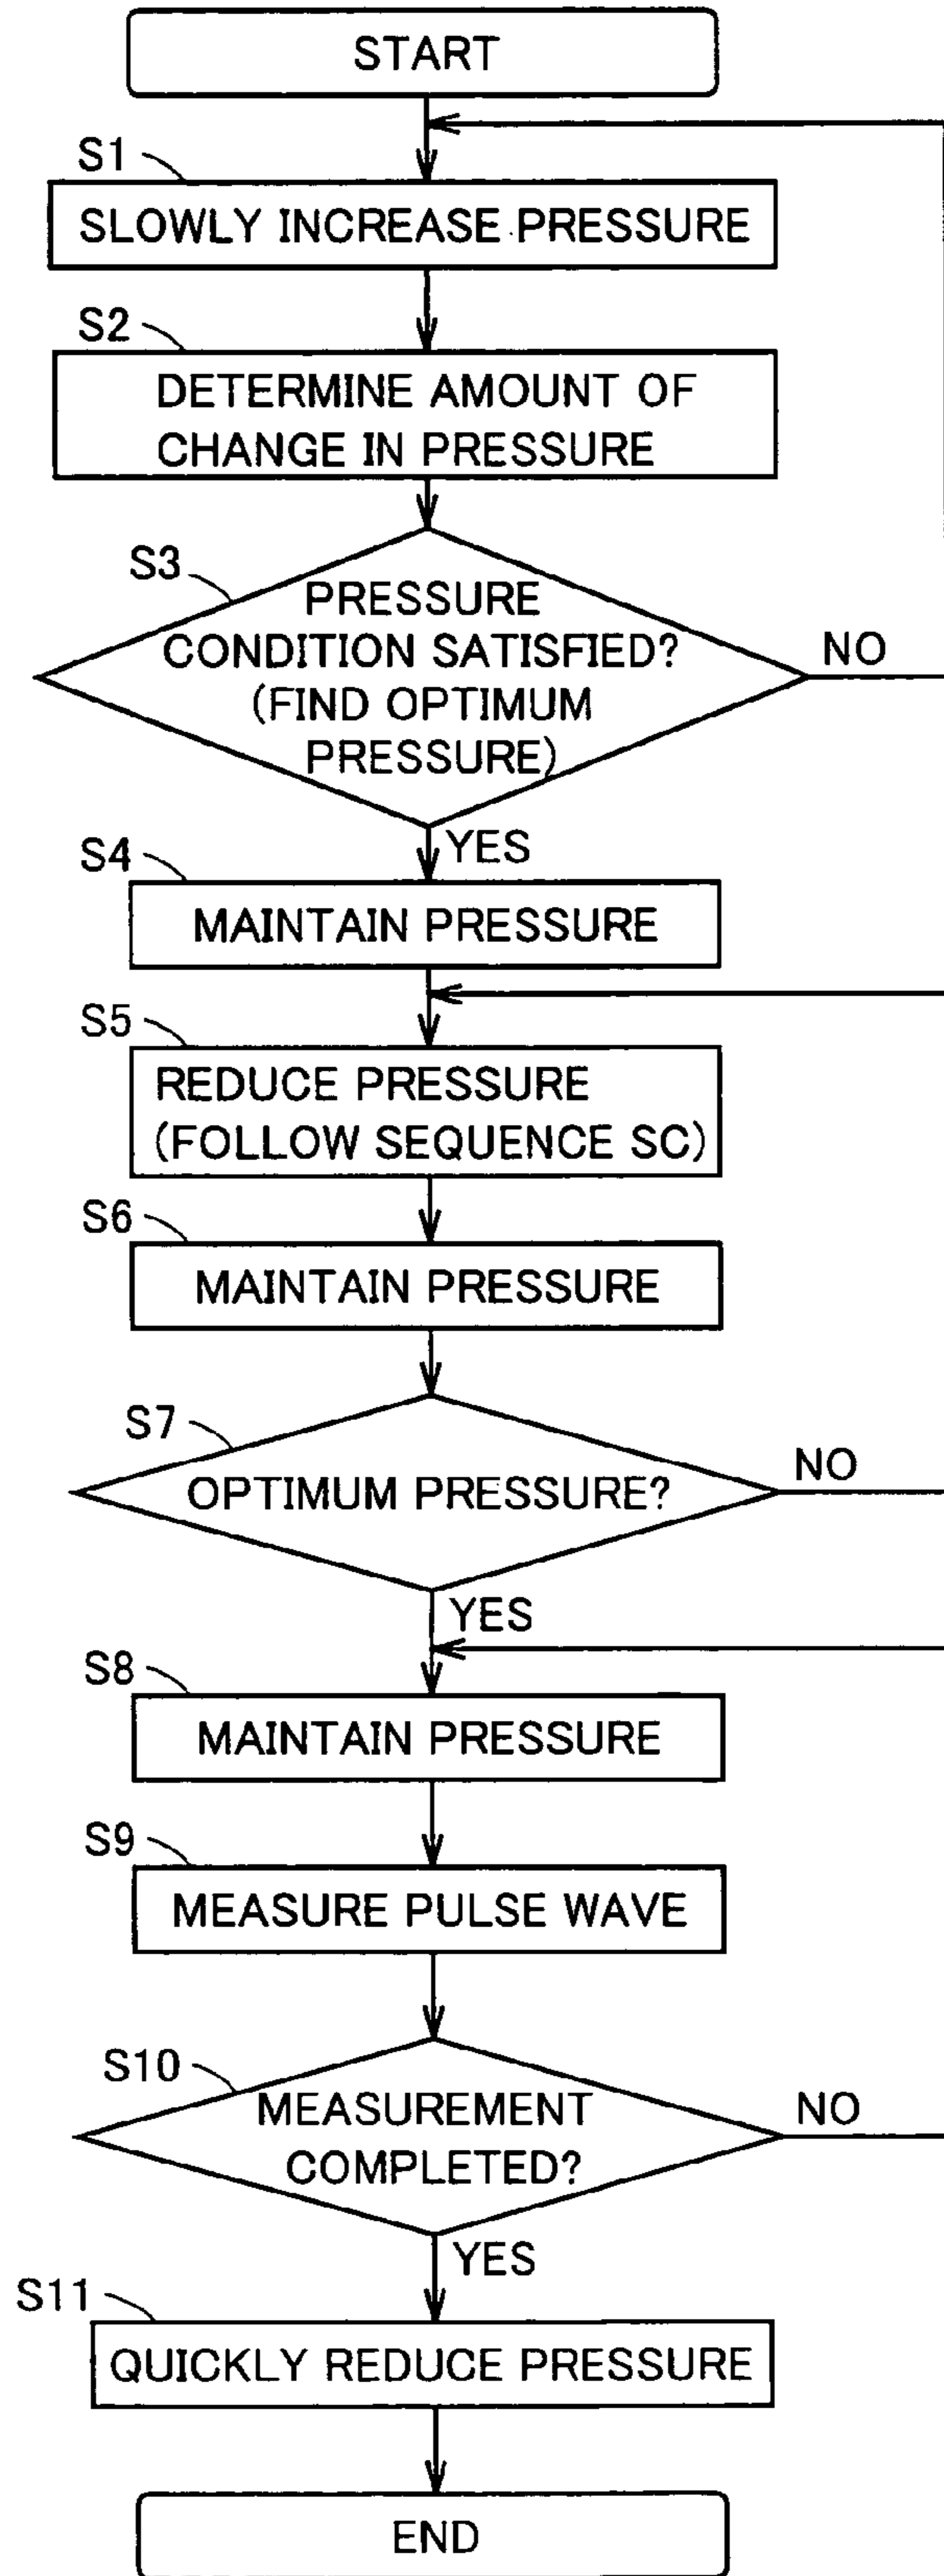 START
S1
SLOWLY INCREASE PRESSURE
S2
DETERMINE AMOUNT OF
CHANGE IN PRESSURE
S3
PRESSURE
CONDITION SATISFIED?
(FIND OPTIMUM
PRESSURE)
NO
YES
S4
MAINTAIN PRESSURE
S5
REDUCE PRESSURE
(FOLLOW SEQUENCE SC)
S6
MAINTAIN PRESSURE
S7
OPTIMUM PRESSURE?
NO
YES
S8
MAINTAIN PRESSURE
S9
MEASURE PULSE WAVE
S10
MEASUREMENT
COMPLETED?
NO
YES
S11
QUICKLY REDUCE PRESSURE
END